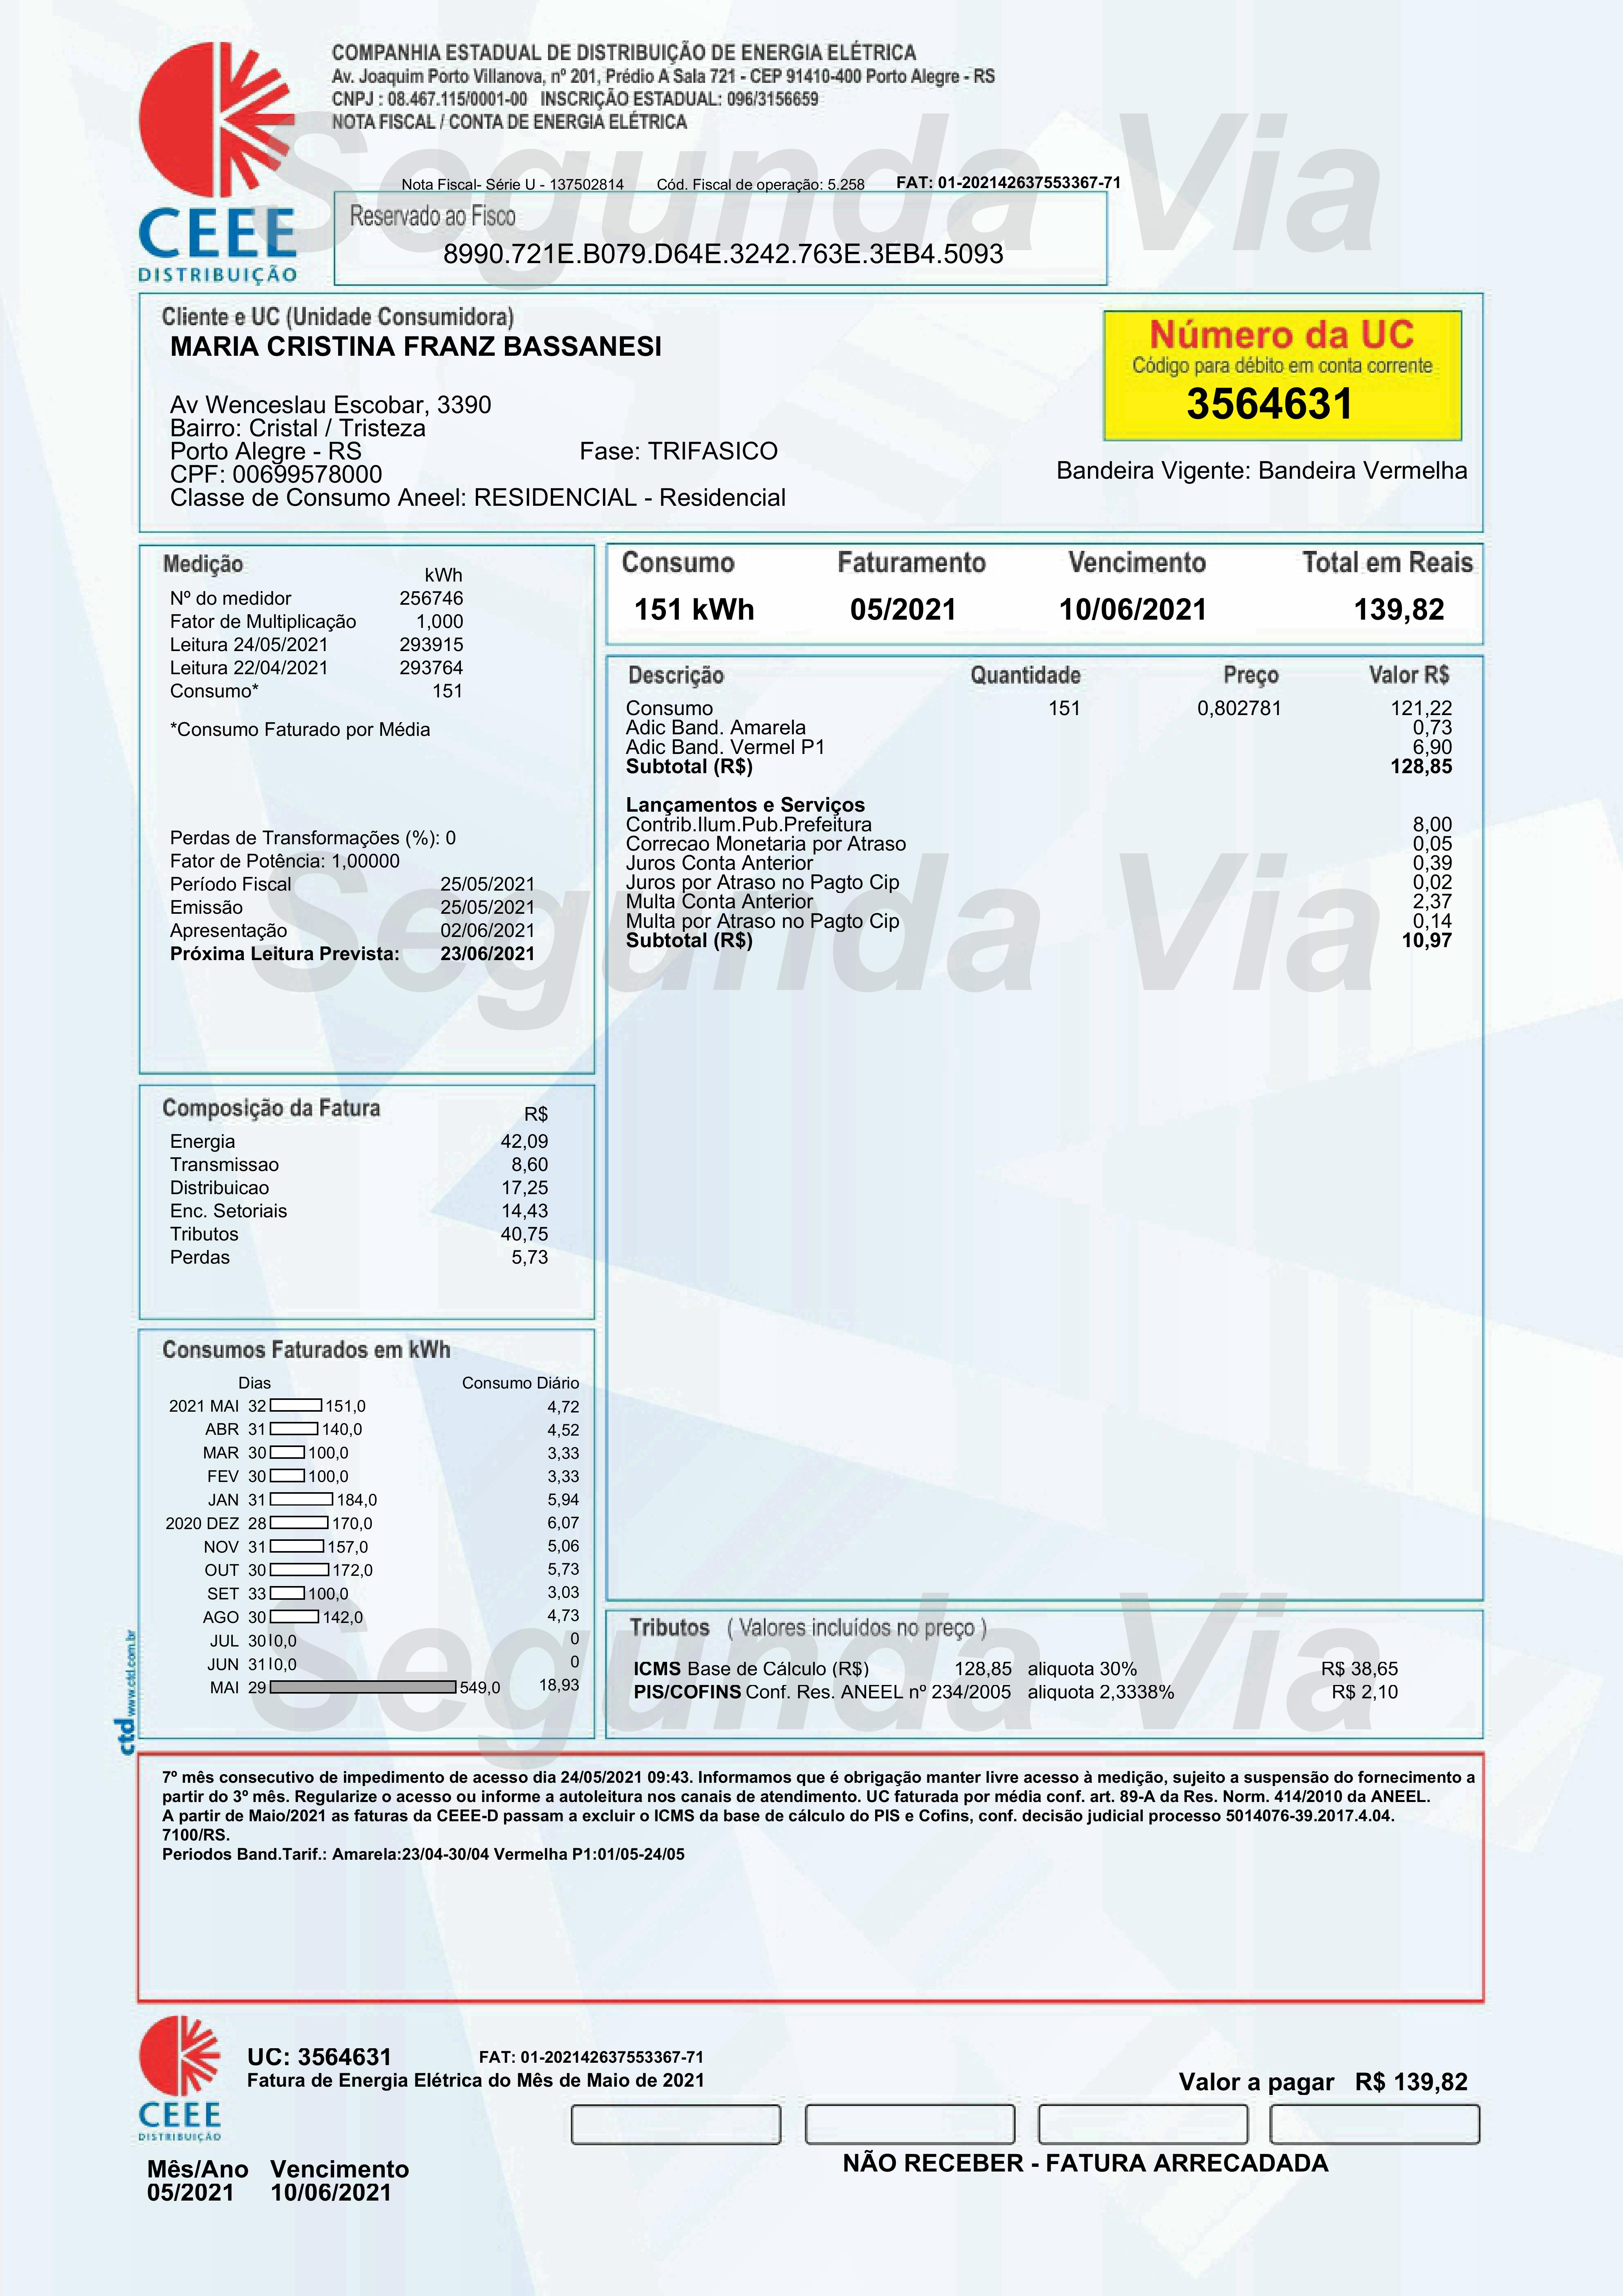 COMPANHIA ESTADUAL DE DISTRIBUIÇÃO DE ENERGIA ELÉTRICA
Av. Joaquim Porto Villanova, nº 201, Prédio A Sala 721 - CEP 91410-400 Porto Alegre - RS
CNPJ : 08.467.115/0001-00 INSCRIÇÃO ESTADUAL: 096/3156659
NOTA FISCAL / CONTA DE ENERGIA ELÉTRICA
Segunda Via
Nota Fiscal- Série U - 137502814 Cód. Fiscal de operação: 5.258 FAT: 01-202142637553367-71
CEEE
DISTRIBUIÇÃO
Reservado ao Fisco
8990.721E.B079.D64E.3242.763E.3EB4.5093
Cliente e UC (Unidade Consumidora)
MARIA CRISTINA FRANZ BASSANESI
Av Wenceslau Escobar, 3390
Bairro: Cristal / Tristeza
Porto Alegre - RS Fase: TRIFASICO
CPF: 00699578000
Classe de Consumo Aneel: RESIDENCIAL - Residencial
Número da UC
Código para débito em conta corrente
3564631
Bandeira Vigente: Bandeira Vermelha
Medição
kWh
Nº do medidor 256746
Fator de Multiplicação 1,000
Leitura 24/05/2021 293915
Leitura 22/04/2021 293764
Consumo* 151
*Consumo Faturado por Média
Perdas de Transformações (%): 0
Fator de Potência: 1,00000
Período Fiscal 25/05/2021
Emissão 25/05/2021
Apresentação 02/06/2021
Próxima Leitura Prevista: 23/06/2021
Consumo Faturamento Vencimento Total em Reais
151 kWh 05/2021 10/06/2021 139,82
Descrição Quantidade Preço Valor R$
Consumo 151 0,802781 121,22
Adic Band. Amarela 0,73
Adic Band. Vermel P1 6,90
Subtotal (R$) 128,85
Lançamentos e Serviços
Contrib.Ilum.Pub.Prefeitura 8,00
Correcao Monetaria por Atraso 0,05
Juros Conta Anterior 0,39
Juros por Atraso no Pagto Cip 0,02
Multa Conta Anterior 2,37
Multa por Atraso no Pagto Cip 0,14
Subtotal (R$) 10,97
Segunda Via
Composição da Fatura R$
Energia 42,09
Transmissao 8,60
Distribuicao 17,25
Enc. Setoriais 14,43
Tributos 40,75
Perdas 5,73
Consumos Faturados em kWh
Dias Consumo Diário
2021 MAI 32 151,0 4,72
ABR 31 140,0 4,52
MAR 30 100,0 3,33
FEV 30 100,0 3,33
JAN 31 184,0 5,94
2020 DEZ 28 170,0 6,07
NOV 31 157,0 5,06
OUT 30 172,0 5,73
SET 33 100,0 3,03
AGO 30 142,0 4,73
JUL 30 0,0 0
JUN 31 0,0 0
MAI 29 549,0 18,93
Segunda Via
Tributos ( Valores incluídos no preço )
ICMS Base de Cálculo (R$) 128,85 aliquota 30% R$ 38,65
PIS/COFINS Conf. Res. ANEEL nº 234/2005 aliquota 2,3338% R$ 2,10
ctd www.ctd.com.br
7º mês consecutivo de impedimento de acesso dia 24/05/2021 09:43. Informamos que é obrigação manter livre acesso à medição, sujeito a suspensão do fornecimento a
partir do 3º mês. Regularize o acesso ou informe a autoleitura nos canais de atendimento. UC faturada por média conf. art. 89-A da Res. Norm. 414/2010 da ANEEL.
A partir de Maio/2021 as faturas da CEEE-D passam a excluir o ICMS da base de cálculo do PIS e Cofins, conf. decisão judicial processo 5014076-39.2017.4.04.
7100/RS.
Periodos Band.Tarif.: Amarela:23/04-30/04 Vermelha P1:01/05-24/05
CEEE
DISTRIBUIÇÃO
UC: 3564631 FAT: 01-202142637553367-71
Fatura de Energia Elétrica do Mês de Maio de 2021
Valor a pagar R$ 139,82
NÃO RECEBER - FATURA ARRECADADA
Mês/Ano Vencimento
05/2021 10/06/2021